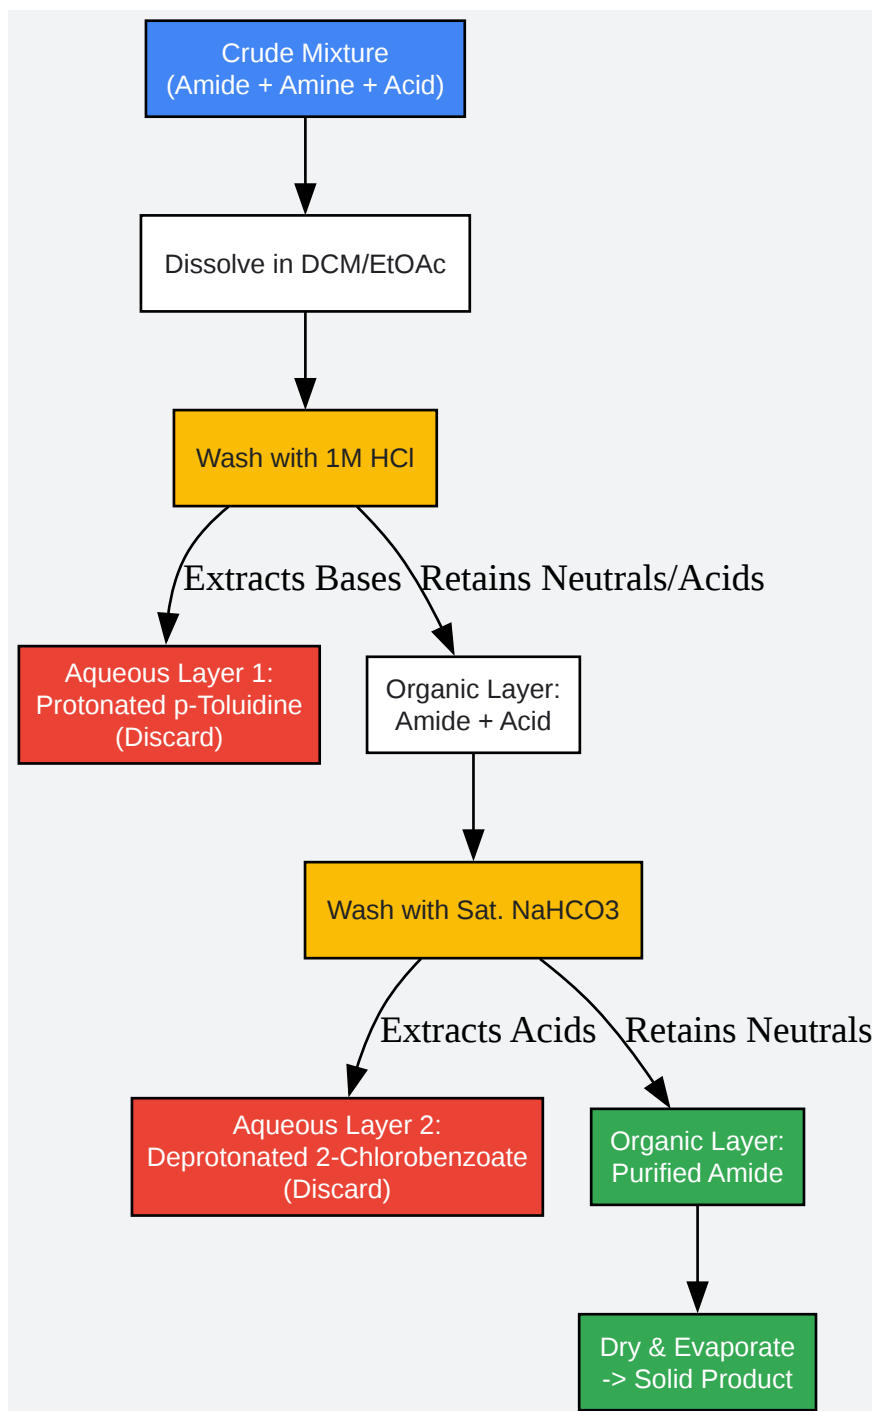 Crude Mixture
(Amide + Amine + Acid)
Dissolve in DCM/EtOAc
Wash with 1M HCl
Extracts Bases
Retains Neutrals/Acids
Aqueous Layer 1:
Protonated p-Toluidine
(Discard)
Organic Layer:
Amide + Acid
Wash with Sat. NaHCO3
Extracts Acids
Retains Neutrals
Aqueous Layer 2:
Deprotonated 2-Chlorobenzoate
(Discard)
Organic Layer:
Purified Amide
Dry & Evaporate
-> Solid Product